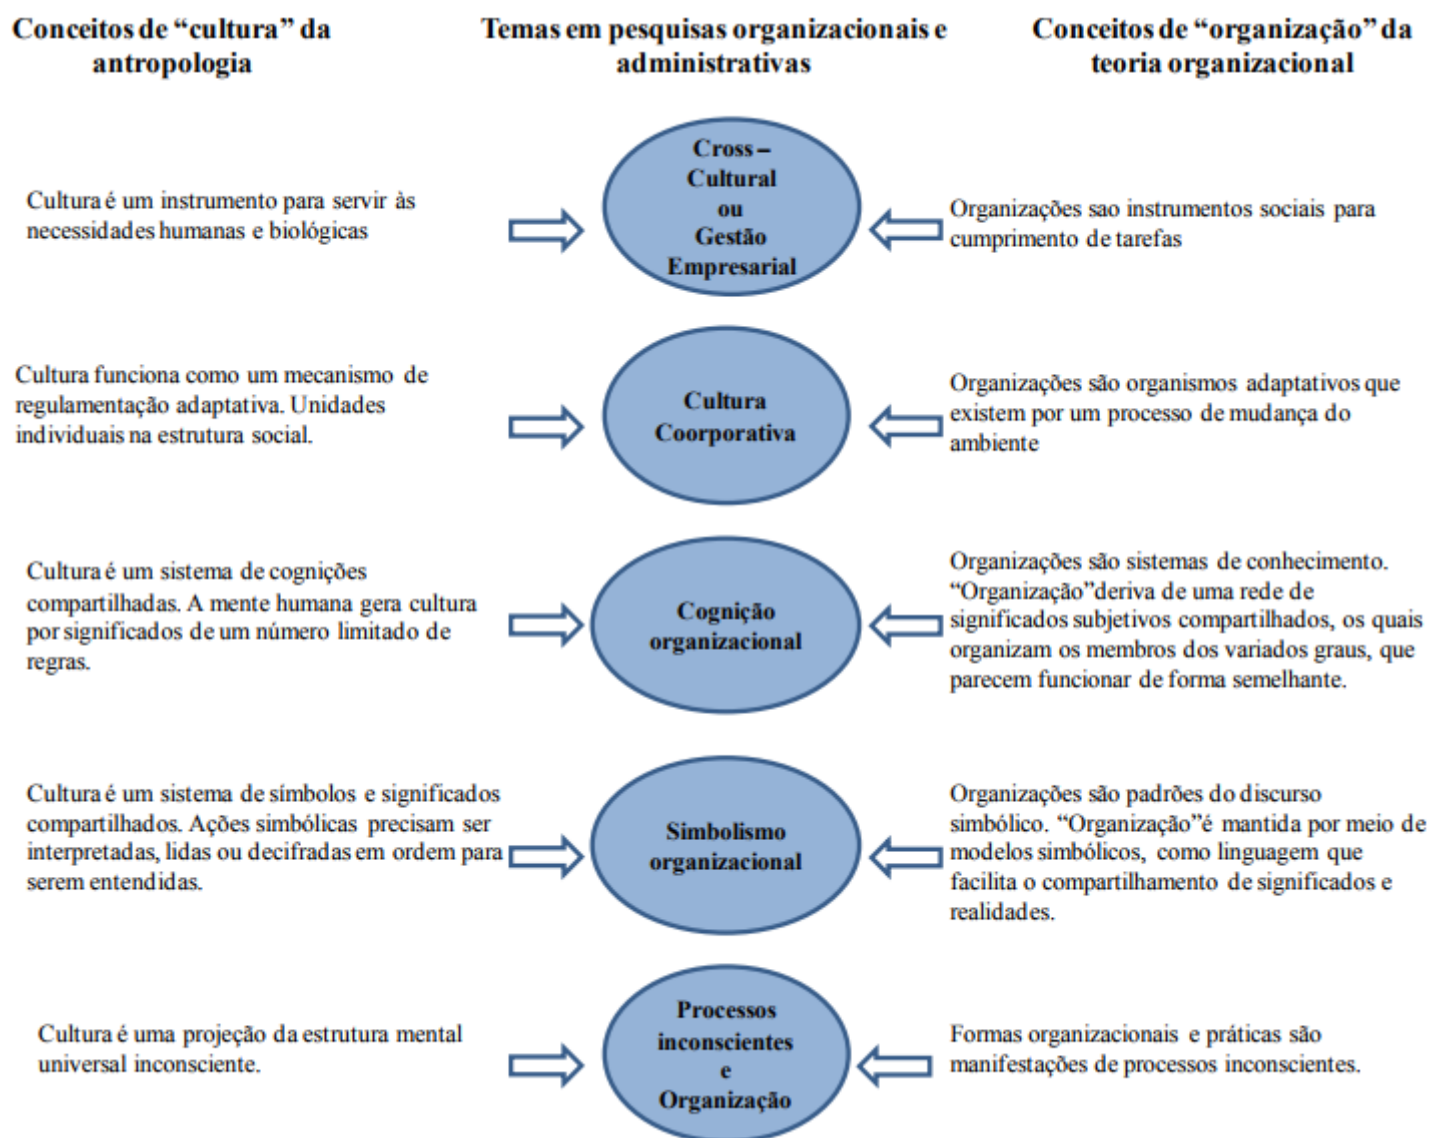 Conceitos de “cultura” da
antropologia
Temas em pesquisas organizacionais e
administrativas
Conceitos de “organização” da
teoria organizacional
Cultura é um instrumento para servir às
necessidades humanas e biológicas
Cross –
Cultural
ou
Gestão
Empresarial
Organizações sao instrumentos sociais para
cumprimento de tarefas
Cultura funciona como um mecanismo de
regulamentação adaptativa. Unidades
individuais na estrutura social.
Cultura
Coorporativa
Organizações são organismos adaptativos que
existem por um processo de mudança do
ambiente
Cultura é um sistema de cognições
compartilhadas. A mente humana gera cultura
por significados de um número limitado de
regras.
Cognição
organizacional
Organizações são sistemas de conhecimento.
“Organização”deriva de uma rede de
significados subjetivos compartilhados, os quais
organizam os membros dos variados graus, que
parecem funcionar de forma semelhante.
Cultura é um sistema de símbolos e significados
compartilhados. Ações simbólicas precisam ser
interpretadas, lidas ou decifradas em ordem para
serem entendidas.
Simbolismo
organizacional
Organizações são padrões do discurso
simbólico. “Organização”é mantida por meio de
modelos simbólicos, como linguagem que
facilita o compartilhamento de significados e
realidades.
Cultura é uma projeção da estrutura mental
universal inconsciente.
Processos
inconscientes
e
Organização
Formas organizacionais e práticas são
manifestações de processos inconscientes.